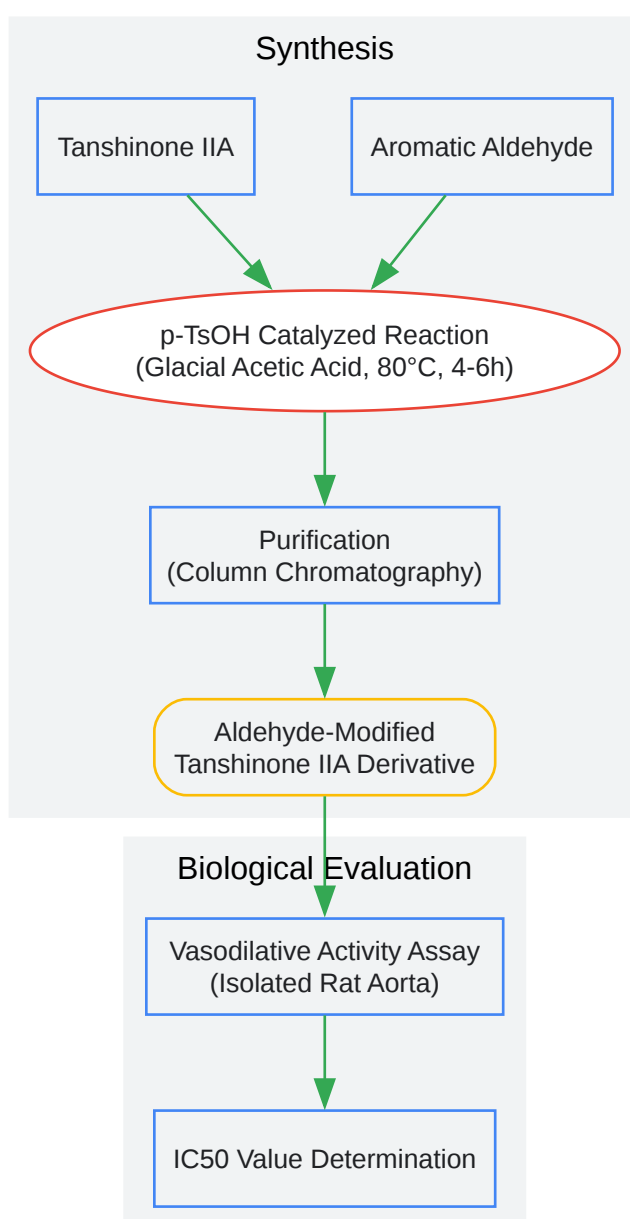 Synthesis
Tanshinone IIA
Aromatic Aldehyde
p-TsOH Catalyzed Reaction
(Glacial Acetic Acid, 80°C, 4-6h)
Purification
(Column Chromatography)
Aldehyde-Modified
Tanshinone IIA Derivative
Biological Evaluation
Vasodilative Activity Assay
(Isolated Rat Aorta)
IC50 Value Determination